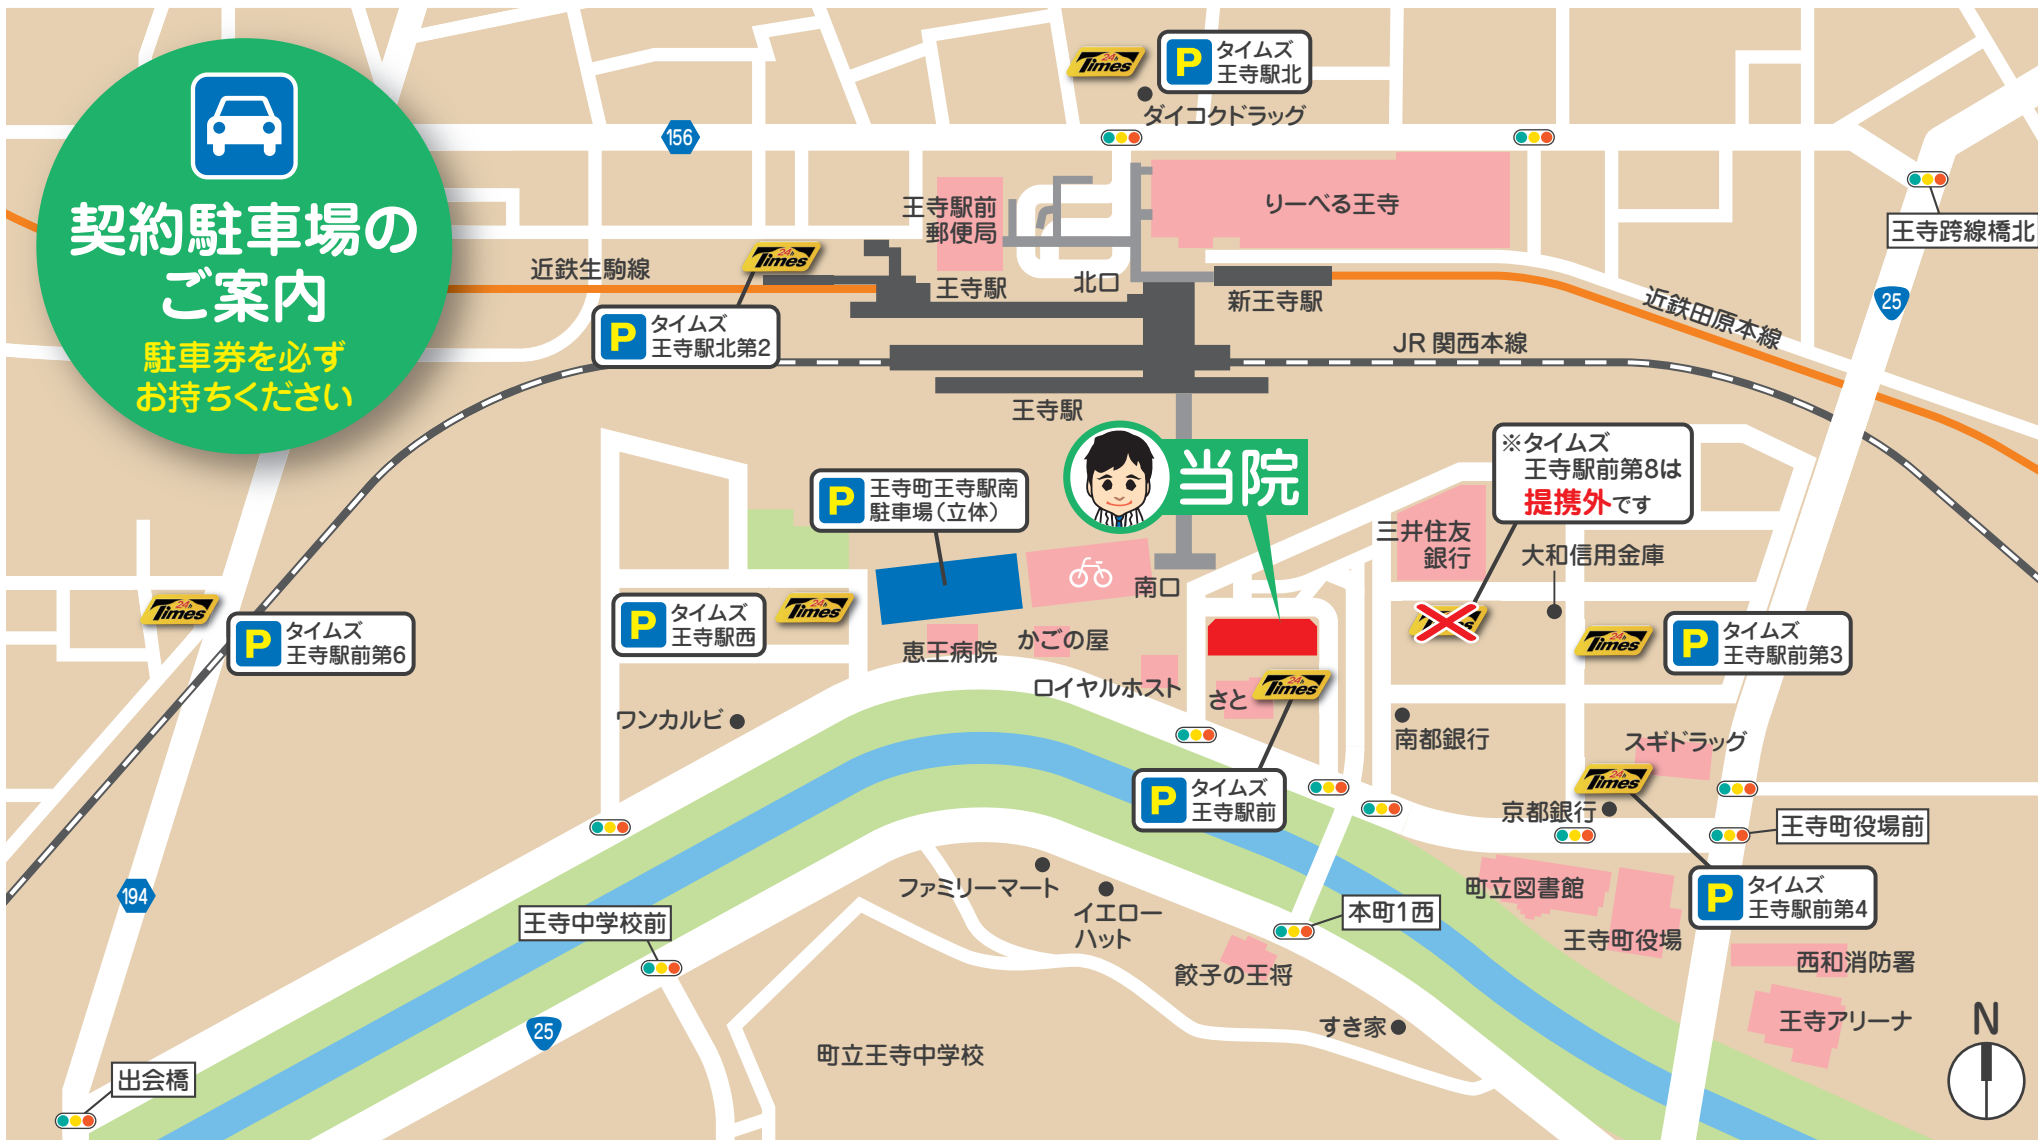 契約駐車場の
ご案内
駐車券を必ず
お持ちください
24h
Times
P
タイムズ
王寺駅北
ダイコクドラッグ
156
王寺駅前
郵便局
りーべる王寺
王寺跨線橋北
近鉄生駒線
24h
Times
王寺駅
北口
新王寺駅
近鉄田原本線
25
P
タイムズ
王寺駅北第2
JR 関西本線
王寺駅
当院
※タイムズ
王寺駅前第8は
提携外です
P
王寺町王寺駅南
駐車場（立体）
三井住友
銀行
大和信用金庫
南口
24h
Times
P
タイムズ
王寺駅前第6
P
タイムズ
王寺駅西
24h
Times
恵王病院
かごの屋
Times
24h
Times
P
タイムズ
王寺駅前第3
ロイヤルホスト
さと
24h
Times
ワンカルビ
南都銀行
スギドラッグ
P
タイムズ
王寺駅前
24h
Times
京都銀行
王寺町役場前
194
ファミリーマート
イエロー
ハット
町立図書館
P
タイムズ
王寺駅前第4
王寺中学校前
本町1西
王寺町役場
餃子の王将
西和消防署
25
すき家
王寺アリーナ
N
町立王寺中学校
出会橋